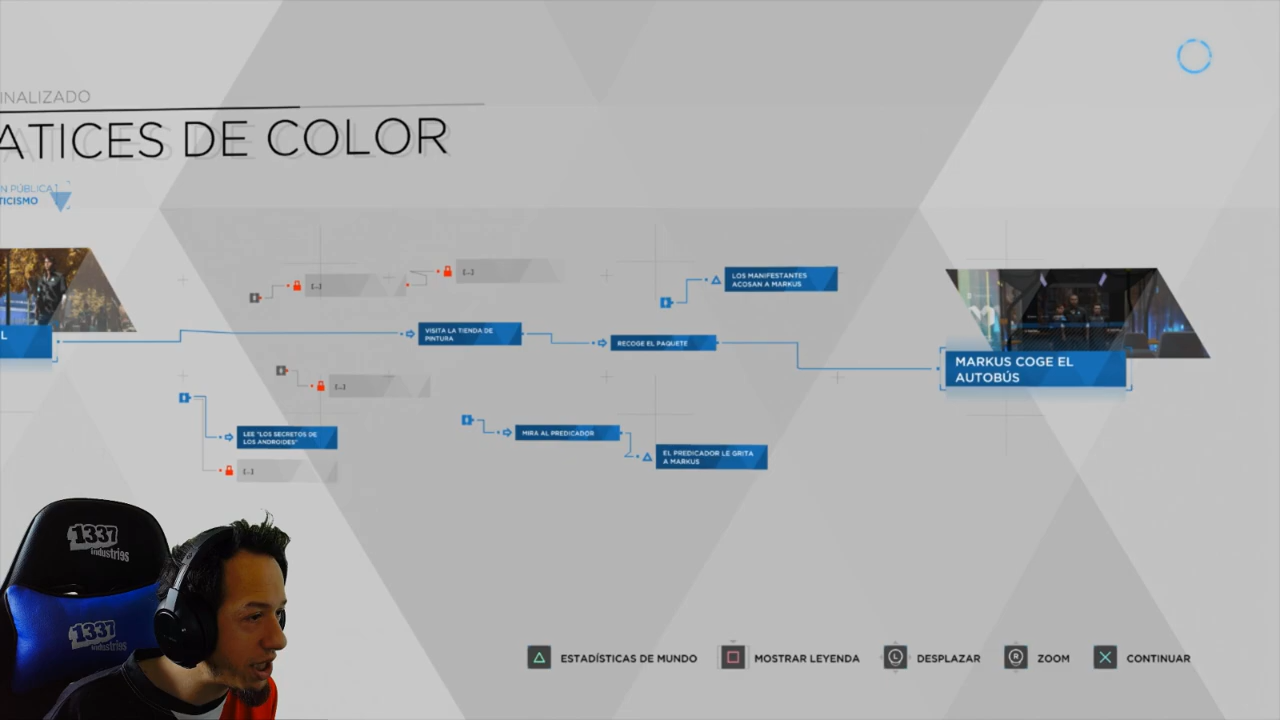 INALIZADO
ATICES DE COLOR
N PÚBLICA
TICISMO
[...]
[...]
LOS MANIFESTANTES
ACOSAN A MARKUS
L
VISITA LA TIENDA DE
PINTURA
RECOGE EL PAQUETE
MARKUS COGE EL
AUTOBÚS
[...]
LEE "LOS SECRETOS DE
LOS ANDROIDES"
MIRA AL PREDICADOR
EL PREDICADOR LE GRITA
A MARKUS
[...]
1337
industries
1337
industries
ESTADÍSTICAS DE MUNDO
MOSTRAR LEYENDA
L DESPLAZAR
R ZOOM
CONTINUAR